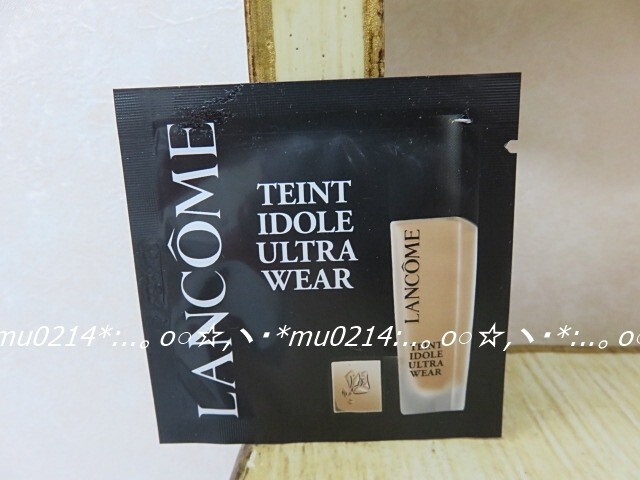 LANCÔME
TEINT
IDOLE
ULTRA
WEAR
LANCÔME
TEINT
IDOLE
ULTRA
WEAR
mu0214*:..｡o○☆,ヽ･*mu0214:..｡o○☆,ヽ･*:..｡o○